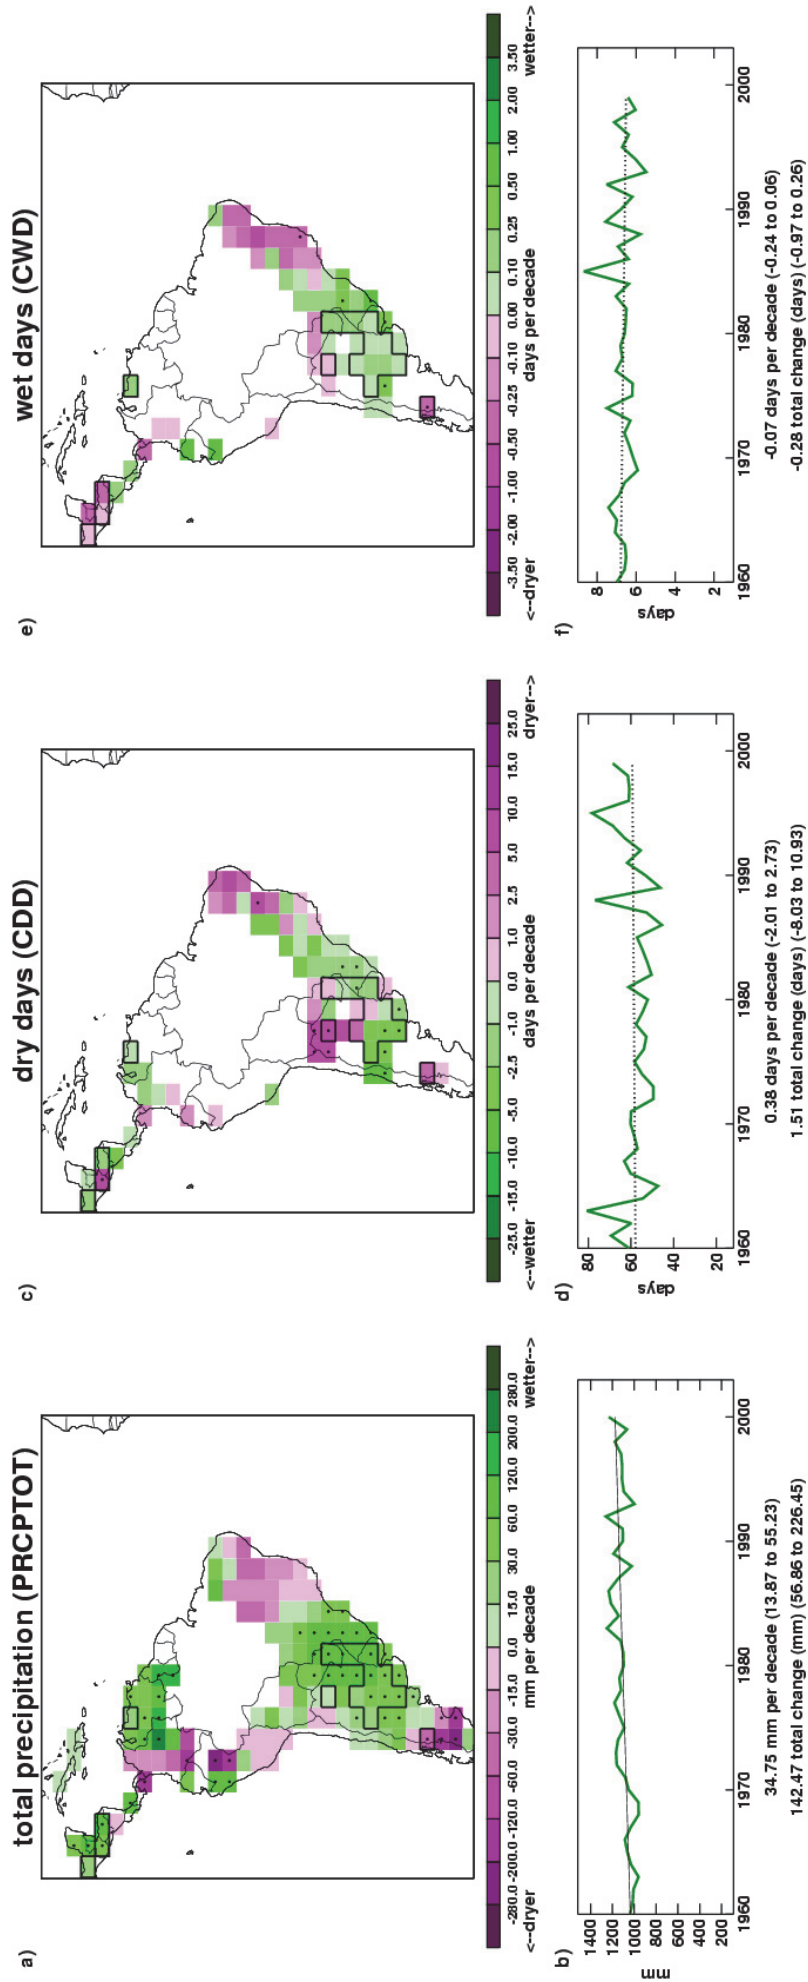 a)
total precipitation (PRCPTOT)
-280.0 -200.0 -120.0 -60.0 -30.0 -15.0 0.0 15.0 30.0 60.0 120.0 200.0 280.0
<--dryer
mm per decade
wetter-->
b)
1400
1200
1000
800
600
400
200
mm
1960 1970 1980 1990 2000
34.75 mm per decade (13.87 to 55.23)
142.47 total change (mm) (56.86 to 226.45)
c)
dry days (CDD)
-25.0 -15.0 -10.0 -5.0 -2.5 -1.0 0.0 1.0 2.5 5.0 10.0 15.0 25.0
<--wetter
days per decade
dryer-->
d)
80
60
40
20
days
1960 1970 1980 1990 2000
0.38 days per decade (-2.01 to 2.73)
1.51 total change (days) (-8.03 to 10.93)
e)
wet days (CWD)
-3.50 -2.00 -1.00 -0.50 -0.25 -0.10 0.00 0.10 0.25 0.50 1.00 2.00 3.50
<--dryer
days per decade
wetter-->
f)
8
6
4
2
days
1960 1970 1980 1990 2000
-0.07 days per decade (-0.24 to 0.06)
-0.28 total change (days) (-0.97 to 0.26)